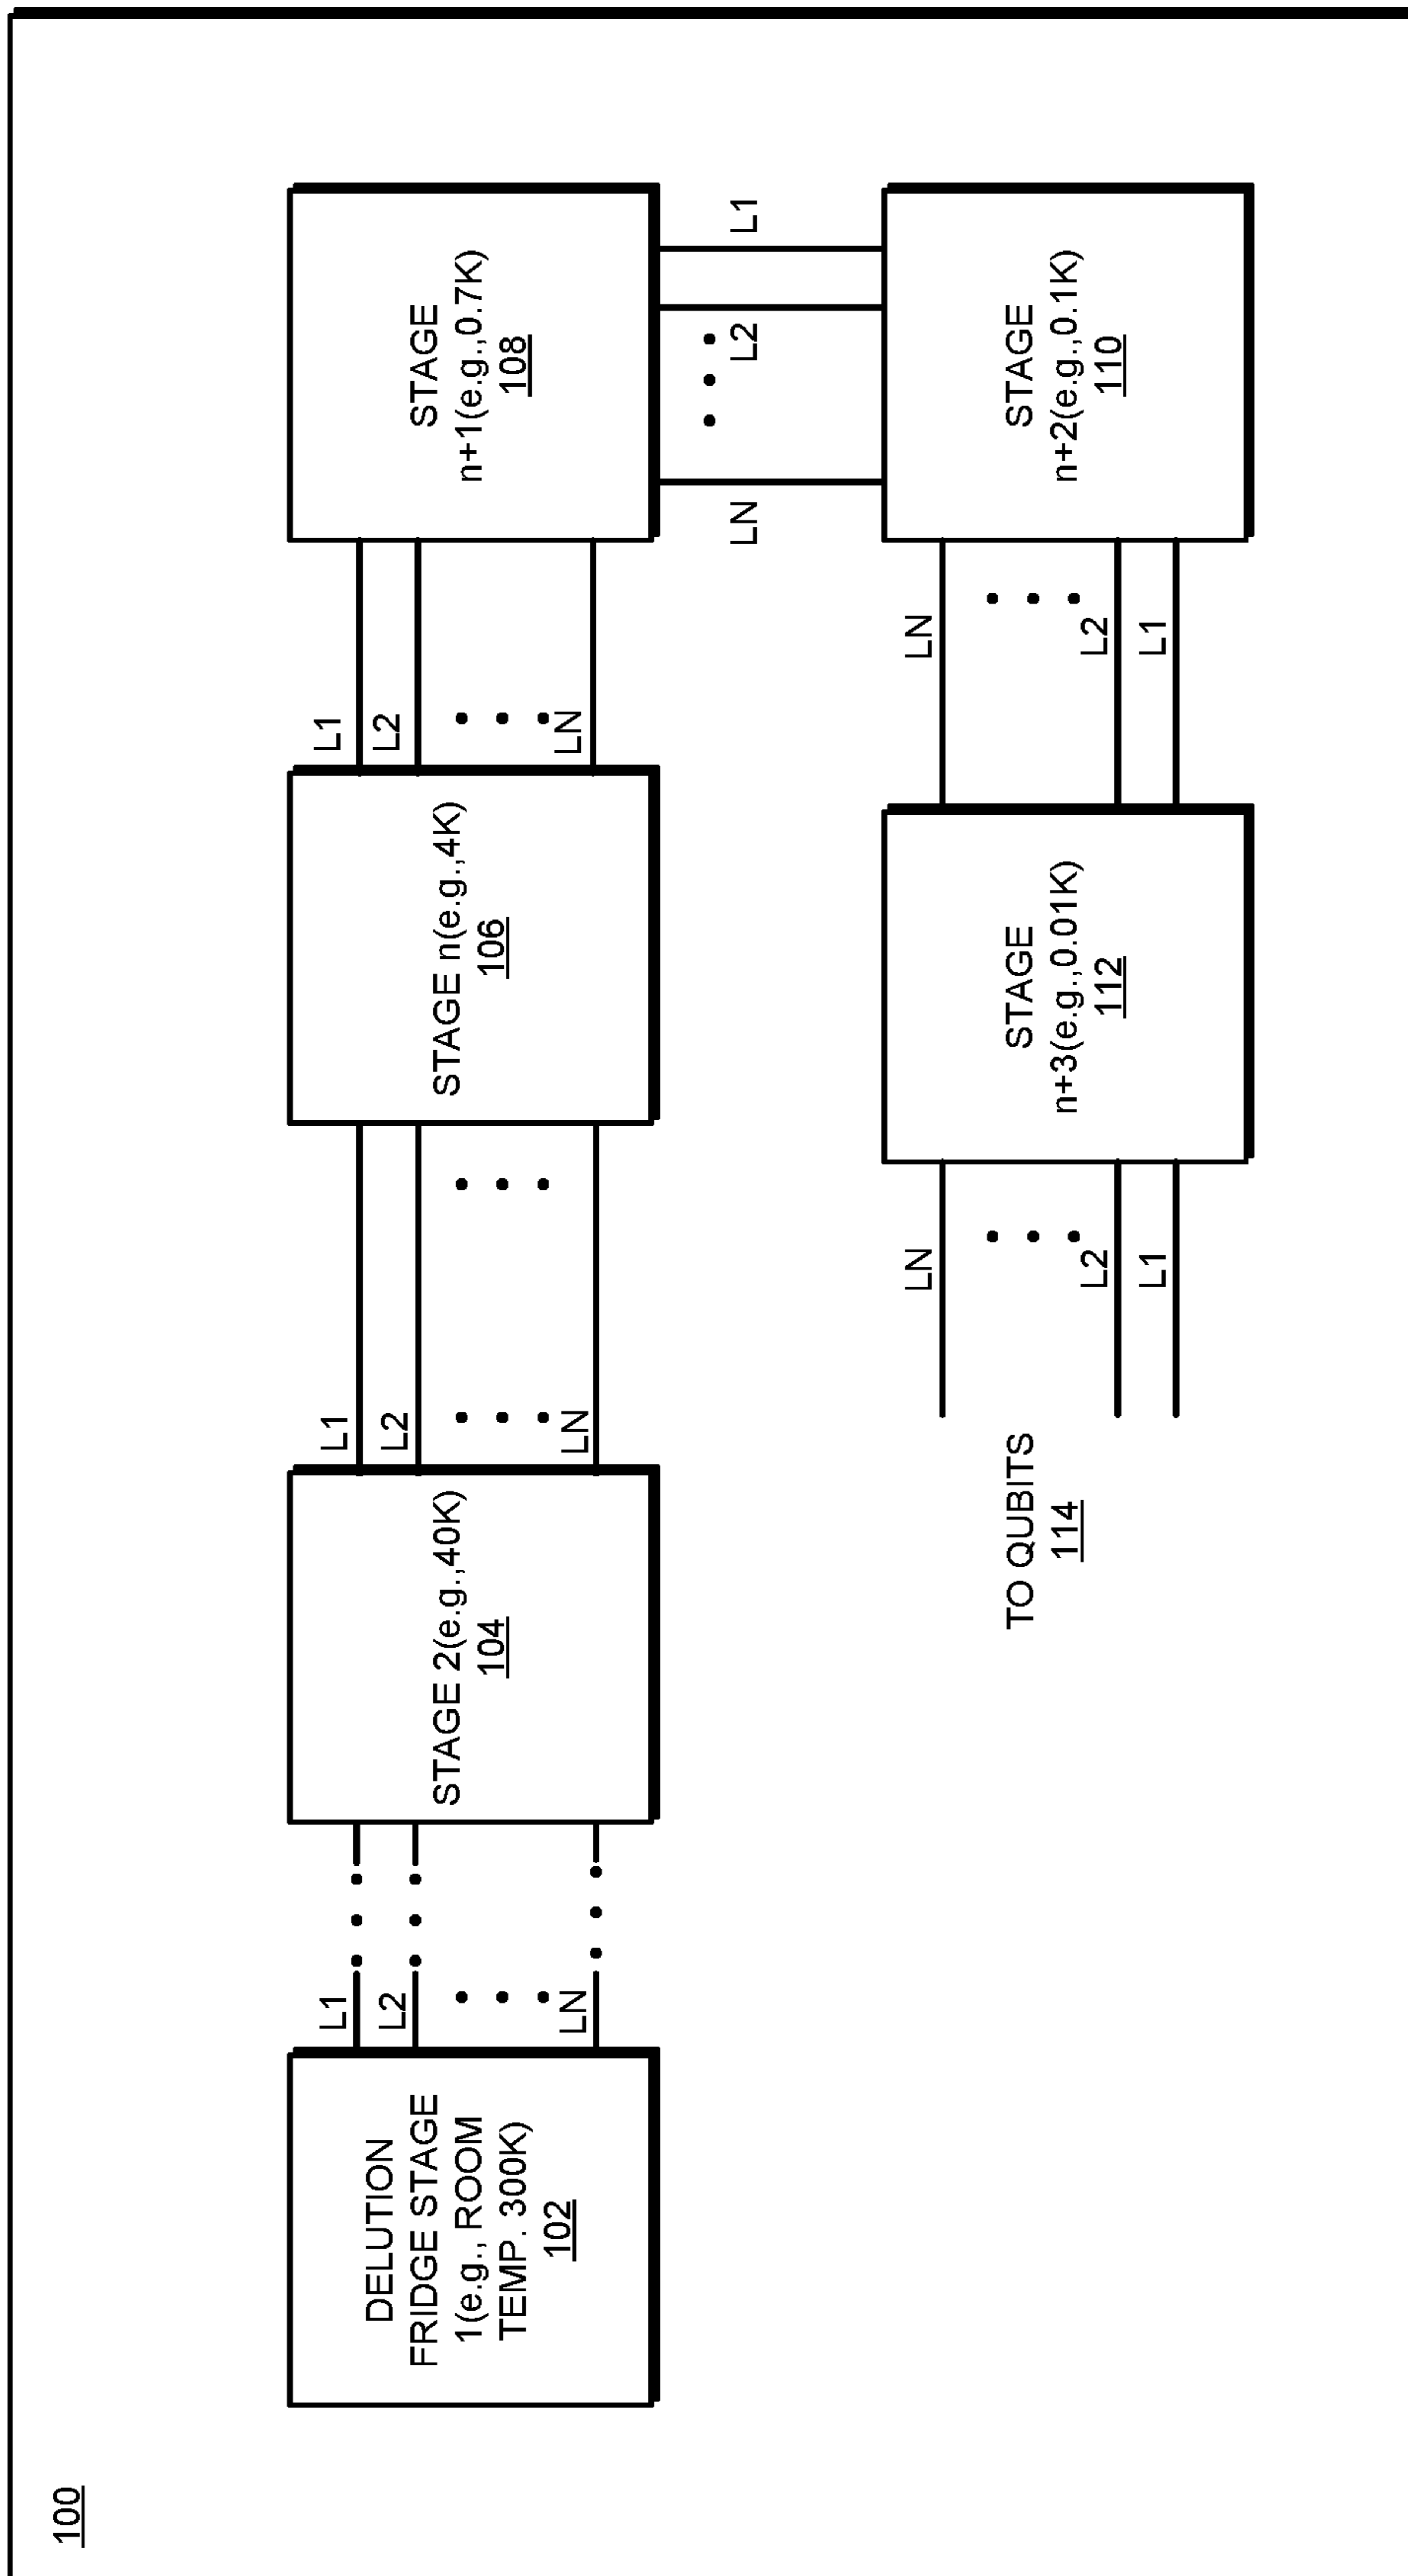 100
DELUTION
FRIDGE STAGE
1(e.g., ROOM
TEMP. 300K)
102
L1
L2
LN
STAGE 2(e.g.,40K)
104
L1
L2
LN
STAGE n(e.g.,4K)
106
L1
L2
LN
STAGE
n+1(e.g.,0.7K)
108
LN
L2
L1
STAGE
n+2(e.g.,0.1K)
110
LN
L2
L1
STAGE
n+3(e.g.,0.01K)
112
LN
L2
L1
TO QUBITS
114